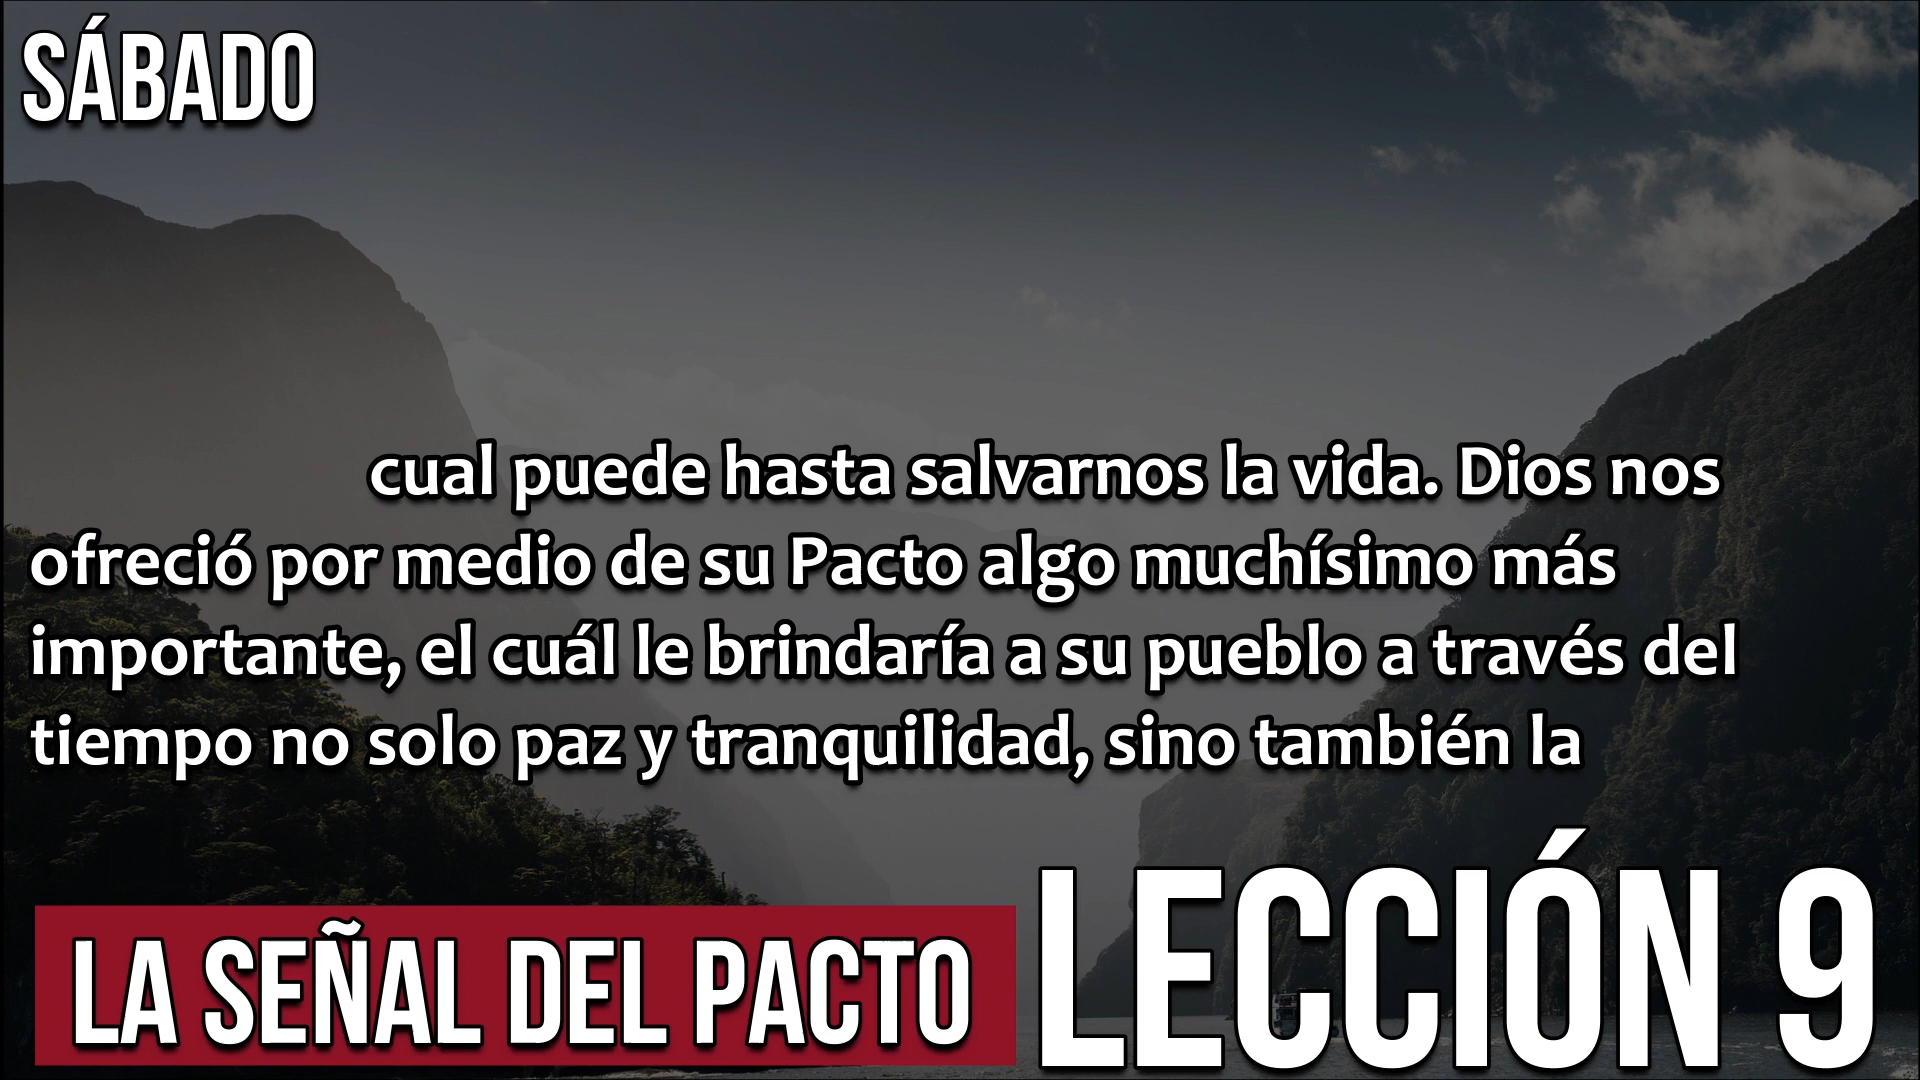 SÁBADO
cual puede hasta salvarnos la vida. Dios nos
ofreció por medio de su Pacto algo muchísimo más
importante, el cuál le brindaría a su pueblo a través del
tiempo no solo paz y tranquilidad, sino también la
LA SEÑAL DEL PACTO
LECCIÓN 9